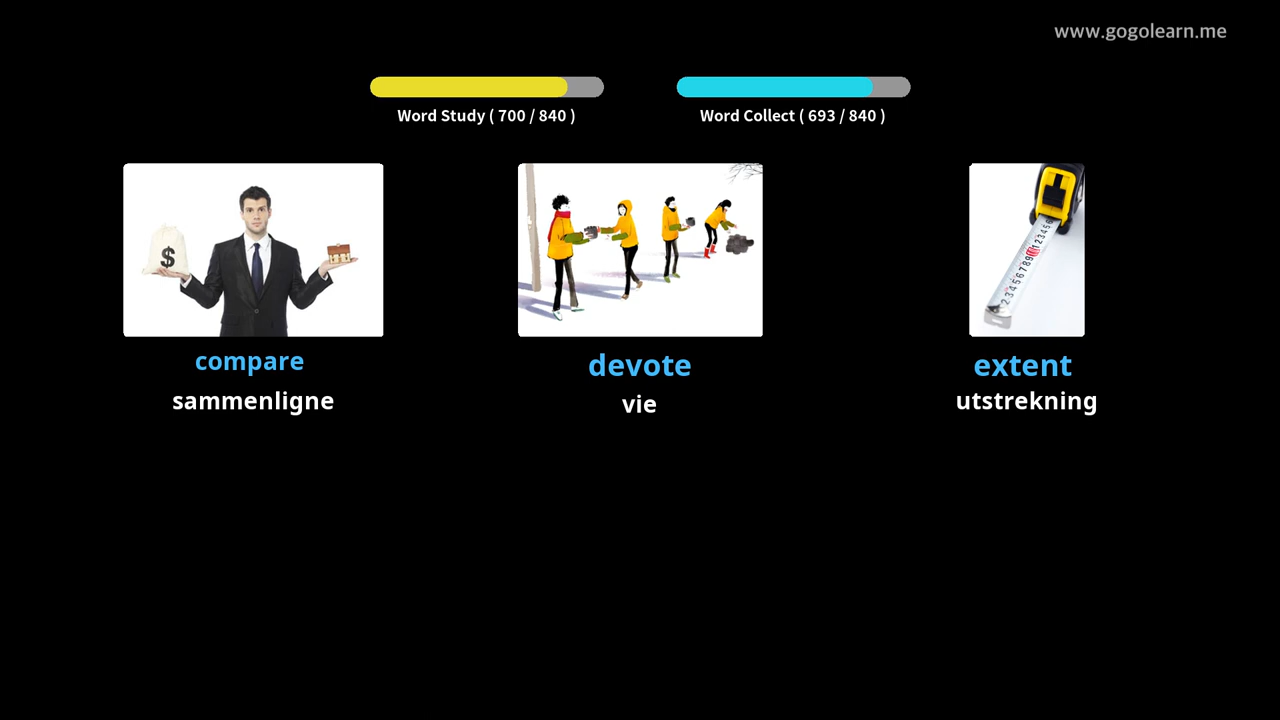 www.gogolearn.me
Word Study ( 700 / 840 )
Word Collect ( 693 / 840 )
$
compare
devote
extent
sammenligne
vie
utstrekning